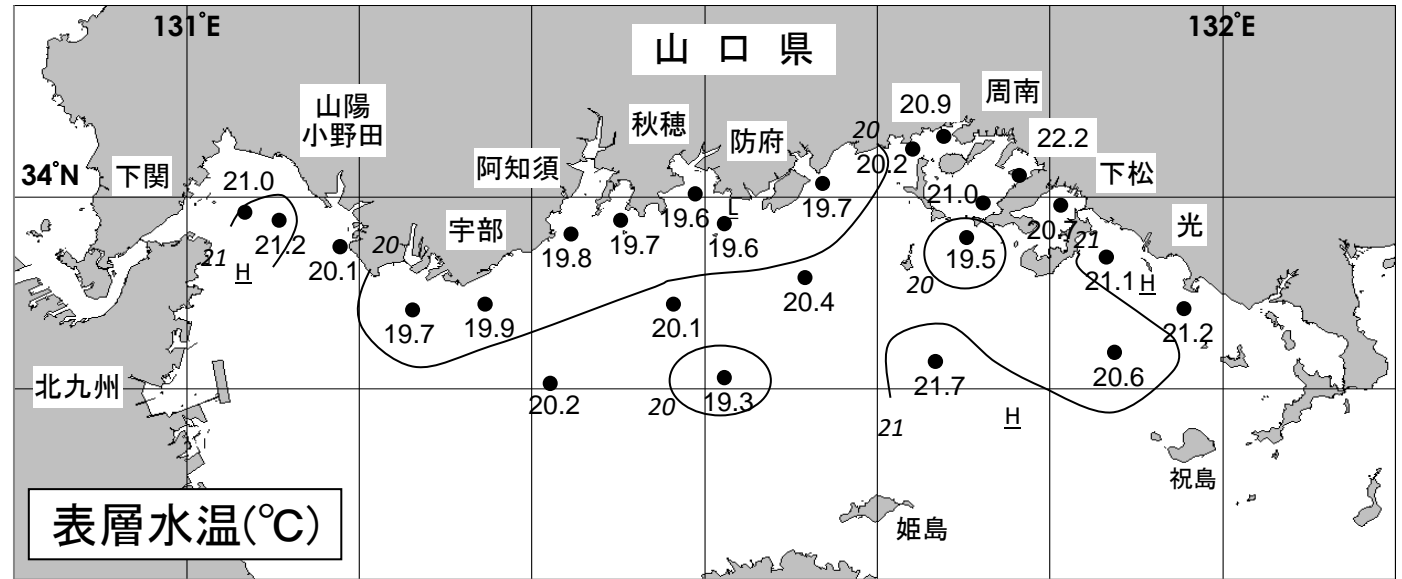 131°E
132°E
山 口 県
20.9
周南
山陽
小野田
秋穂
防府
20
22.2
阿知須
20.2
下松
34°N
下関
21.0
21.0
19.7
19.6
L
光
21.2
宇部
19.8
19.7
19.6
20.7
21
20
20.1
21
H
19.5
20
21.1
H
20.4
19.7
19.9
20.1
21.2
北九州
20.2
20
19.3
21.7
20.6
21
H
祝島
表層水温(℃)
姫島